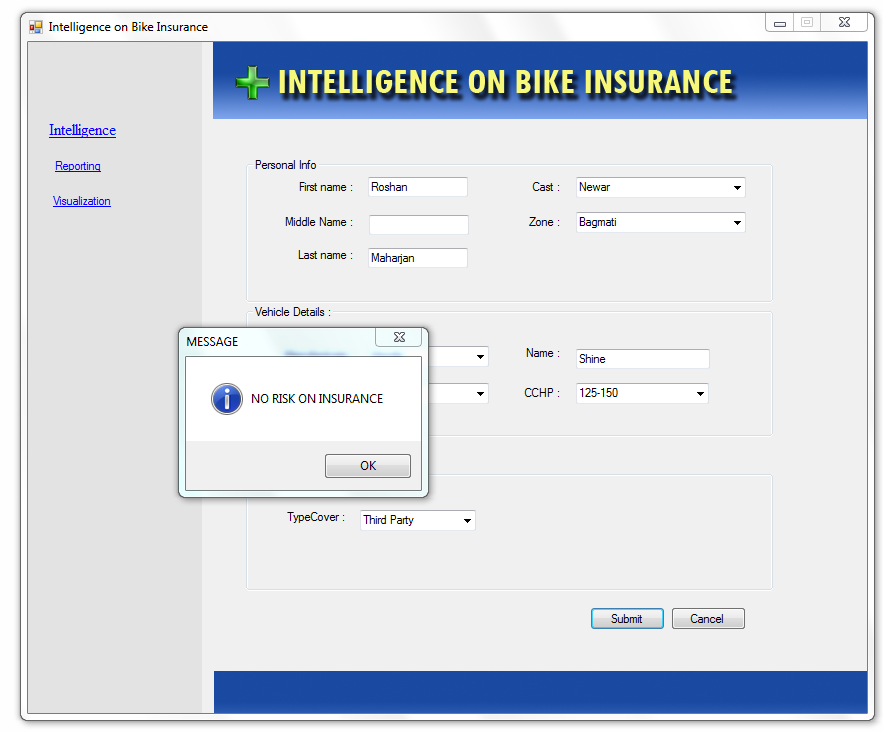 Intelligence on Bike Insurance
INTELLIGENCE ON BIKE INSURANCE
Intelligence
Reporting
Visualization
Personal Info
First name : Roshan Cast : Newar
Middle Name : Zone : Bagmati
Last name : Maharjan
Vehicle Details :
Name : Shine
CCHP : 125-150
MESSAGE
NO RISK ON INSURANCE
OK
TypeCover : Third Party
Submit Cancel